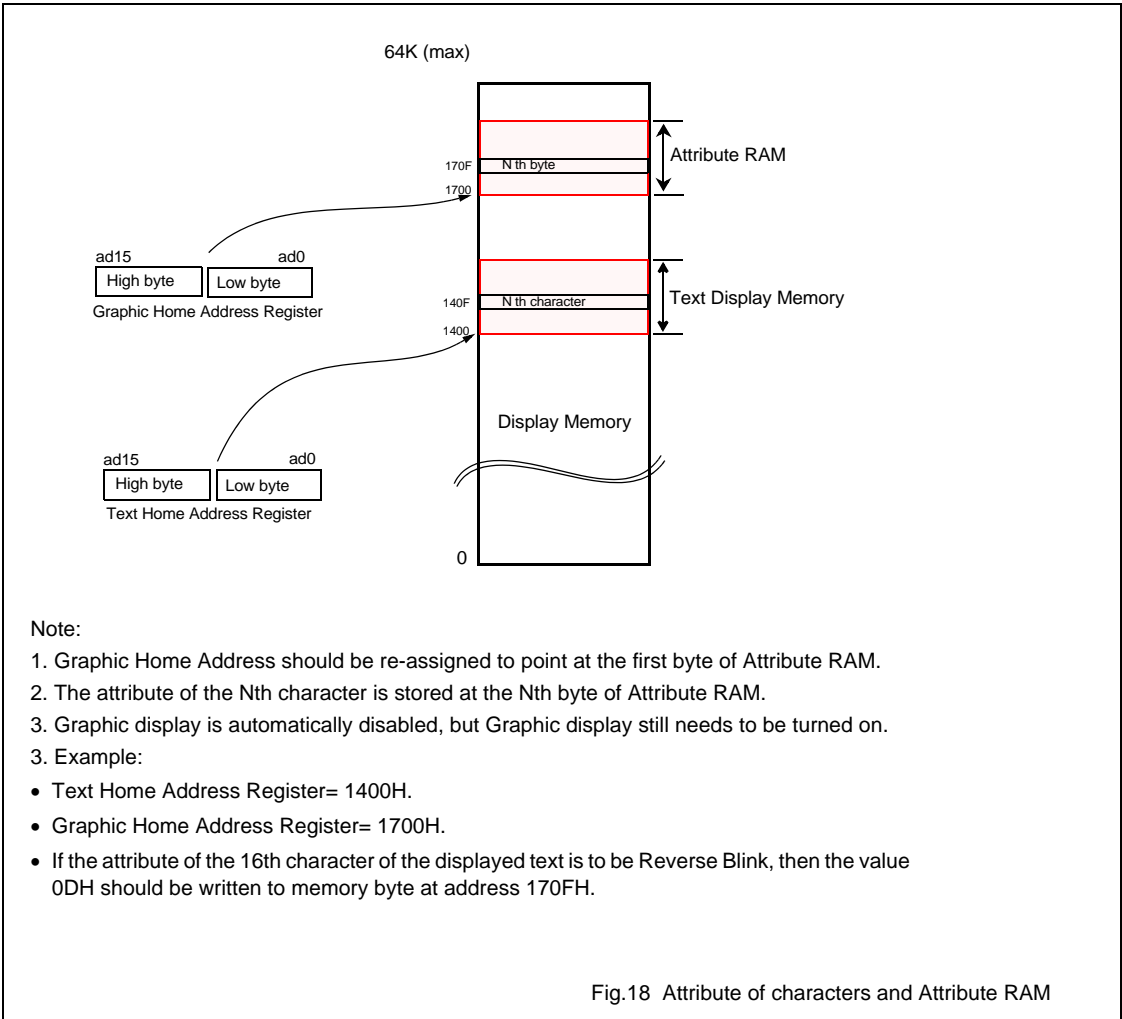 64K (max)
Attribute RAM
170F
N th byte
1700
ad15 ad0
High byte Low byte
Graphic Home Address Register
140F
N th character
Text Display Memory
1400
Display Memory
ad15 ad0
High byte Low byte
Text Home Address Register
0
Note:
1. Graphic Home Address should be re-assigned to point at the first byte of Attribute RAM.
2. The attribute of the Nth character is stored at the Nth byte of Attribute RAM.
3. Graphic display is automatically disabled, but Graphic display still needs to be turned on.
3. Example:
• Text Home Address Register= 1400H.
• Graphic Home Address Register= 1700H.
• If the attribute of the 16th character of the displayed text is to be Reverse Blink, then the value
0DH should be written to memory byte at address 170FH.
Fig.18 Attribute of characters and Attribute RAM